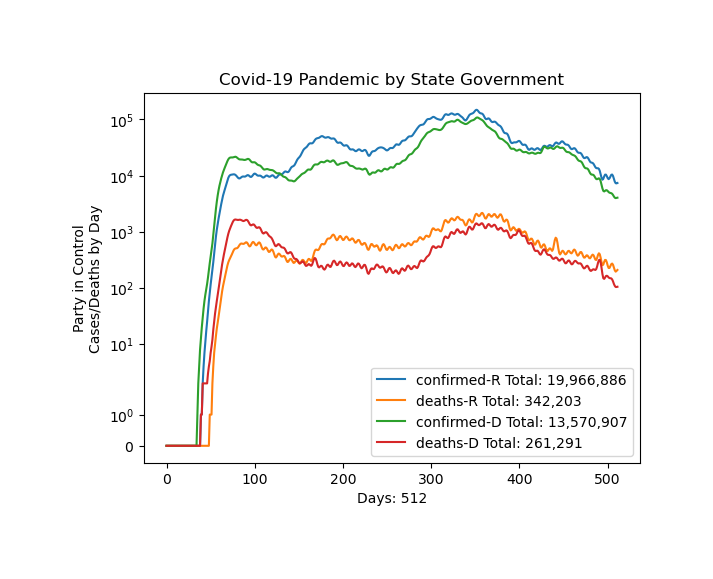 Covid-19 Pandemic by State Government
Party in Control
Cases/Deaths by Day
10^5
10^4
10^3
10^2
10^1
10^0
0
confirmed-R Total: 19,966,886
deaths-R Total: 342,203
confirmed-D Total: 13,570,907
deaths-D Total: 261,291
0 100 200 300 400 500
Days: 512